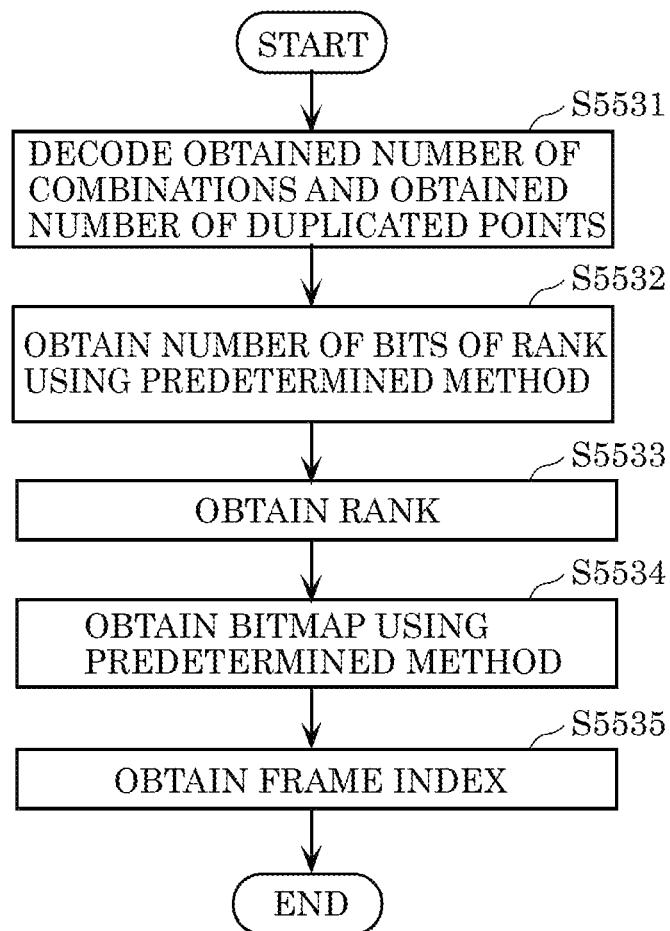 START
S5531
DECODE OBTAINED NUMBER OF
COMBINATIONS AND OBTAINED
NUMBER OF DUPLICATED POINTS
S5532
OBTAIN NUMBER OF BITS OF RANK
USING PREDETERMINED METHOD
S5533
OBTAIN RANK
S5534
OBTAIN BITMAP USING
PREDETERMINED METHOD
S5535
OBTAIN FRAME INDEX
END